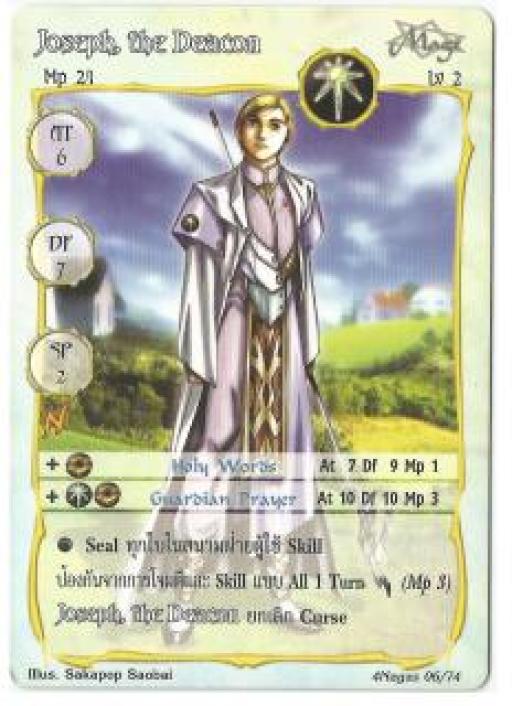 Joseph, the Deacon
Magi
Mp 2/1
Lv 2
AT
6
DF
7
SP
2
N
+ Holy Words At 7 Df 9 Mp 1
+ Guardian Prayer At 10 Df 10 Mp 3
Seal ทุกใบในสนามฝ่ายผู้ใช้ Skill
ป้องกันจากการโจมตีและ Skill แบบ All 1 Turn (Mp 3)
Joseph, the Deacon ยกเลิก Curse
Illus. Sakapop Saobai
4Magas 06/74